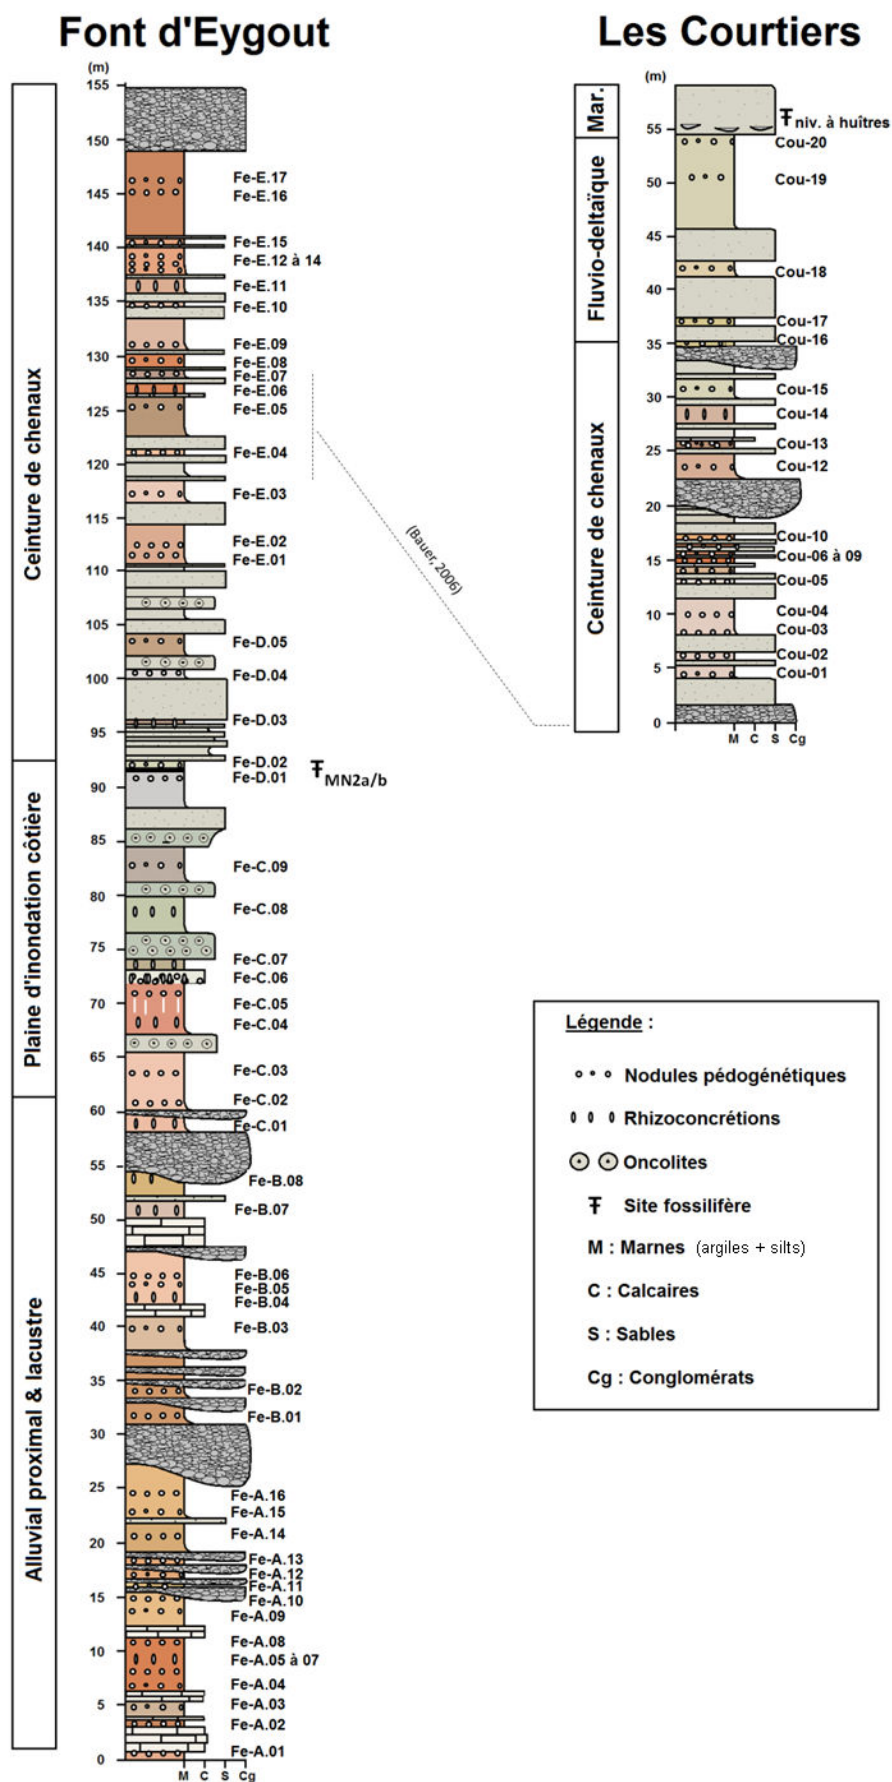 Font d'Eygout
Les Courtiers
(m)
155
150
145
140
135
130
125
120
115
110
105
100
95
90
85
80
75
70
65
60
55
50
45
40
35
30
25
20
15
10
5
0
M C S Cg
Ceinture de chenaux
Plaine d'inondation côtière
Alluvial proximal & lacustre
Fe-E.17
Fe-E.16
Fe-E.15
Fe-E.12 à 14
Fe-E.11
Fe-E.10
Fe-E.09
Fe-E.08
Fe-E.07
Fe-E.06
Fe-E.05
Fe-E.04
Fe-E.03
Fe-E.02
Fe-E.01
Fe-D.05
Fe-D.04
Fe-D.03
Fe-D.02
Fe-D.01
MN2a/b
Fe-C.09
Fe-C.08
Fe-C.07
Fe-C.06
Fe-C.05
Fe-C.04
Fe-C.03
Fe-C.02
Fe-C.01
Fe-B.08
Fe-B.07
Fe-B.06
Fe-B.05
Fe-B.04
Fe-B.03
Fe-B.02
Fe-B.01
Fe-A.16
Fe-A.15
Fe-A.14
Fe-A.13
Fe-A.12
Fe-A.11
Fe-A.10
Fe-A.09
Fe-A.08
Fe-A.05 à 07
Fe-A.04
Fe-A.03
Fe-A.02
Fe-A.01
(Bauer, 2006)
(m)
55
50
45
40
35
30
25
20
15
10
5
0
M C S Cg
Mar.
Fluvio-deltaïque
Ceinture de chenaux
niv. à huîtres
Cou-20
Cou-19
Cou-18
Cou-17
Cou-16
Cou-15
Cou-14
Cou-13
Cou-12
Cou-10
Cou-06 à 09
Cou-05
Cou-04
Cou-03
Cou-02
Cou-01
Légende :
Nodules pédogénétiques
Rhizoconcrétions
Oncolites
Site fossilifère
M : Marnes (argiles + silts)
C : Calcaires
S : Sables
Cg : Conglomérats